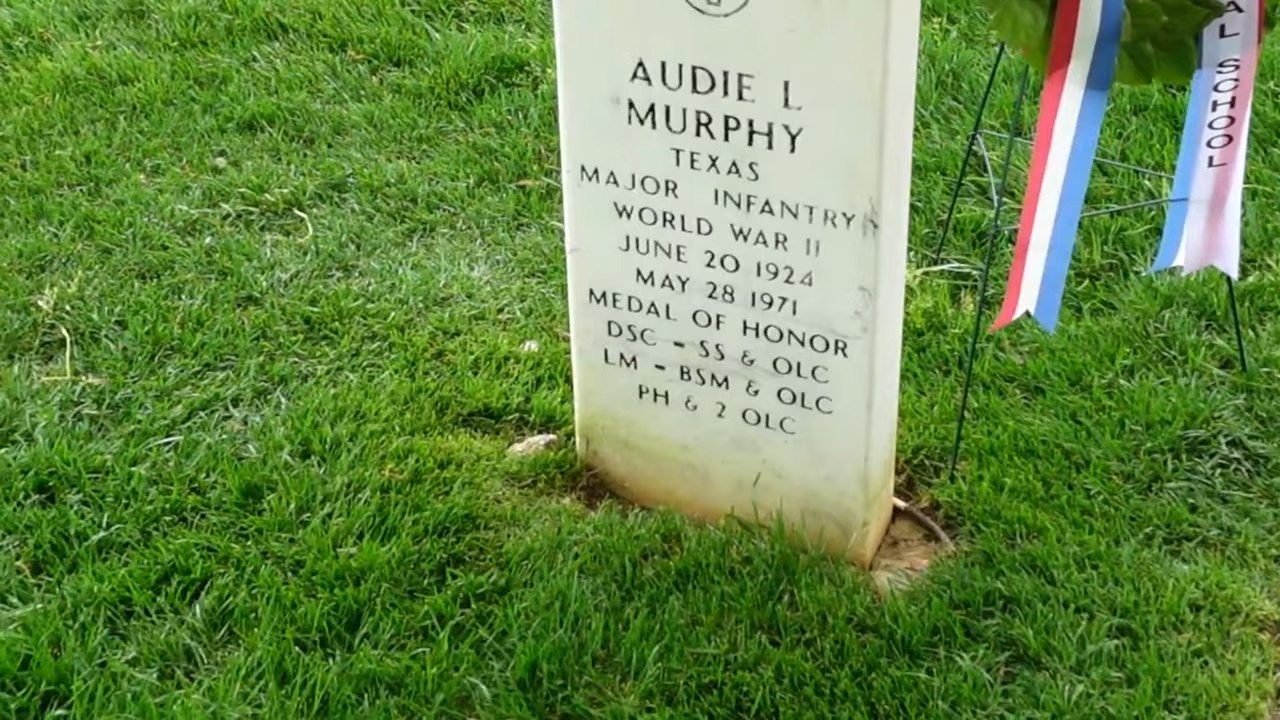 AUDIE L
MURPHY
TEXAS
MAJOR INFANTRY
WORLD WAR II
JUNE 20 1924
MAY 28 1971
MEDAL OF HONOR
DSC - SS & OLC
LM - BSM & OLC
PH & 2 OLC
SCHOOL